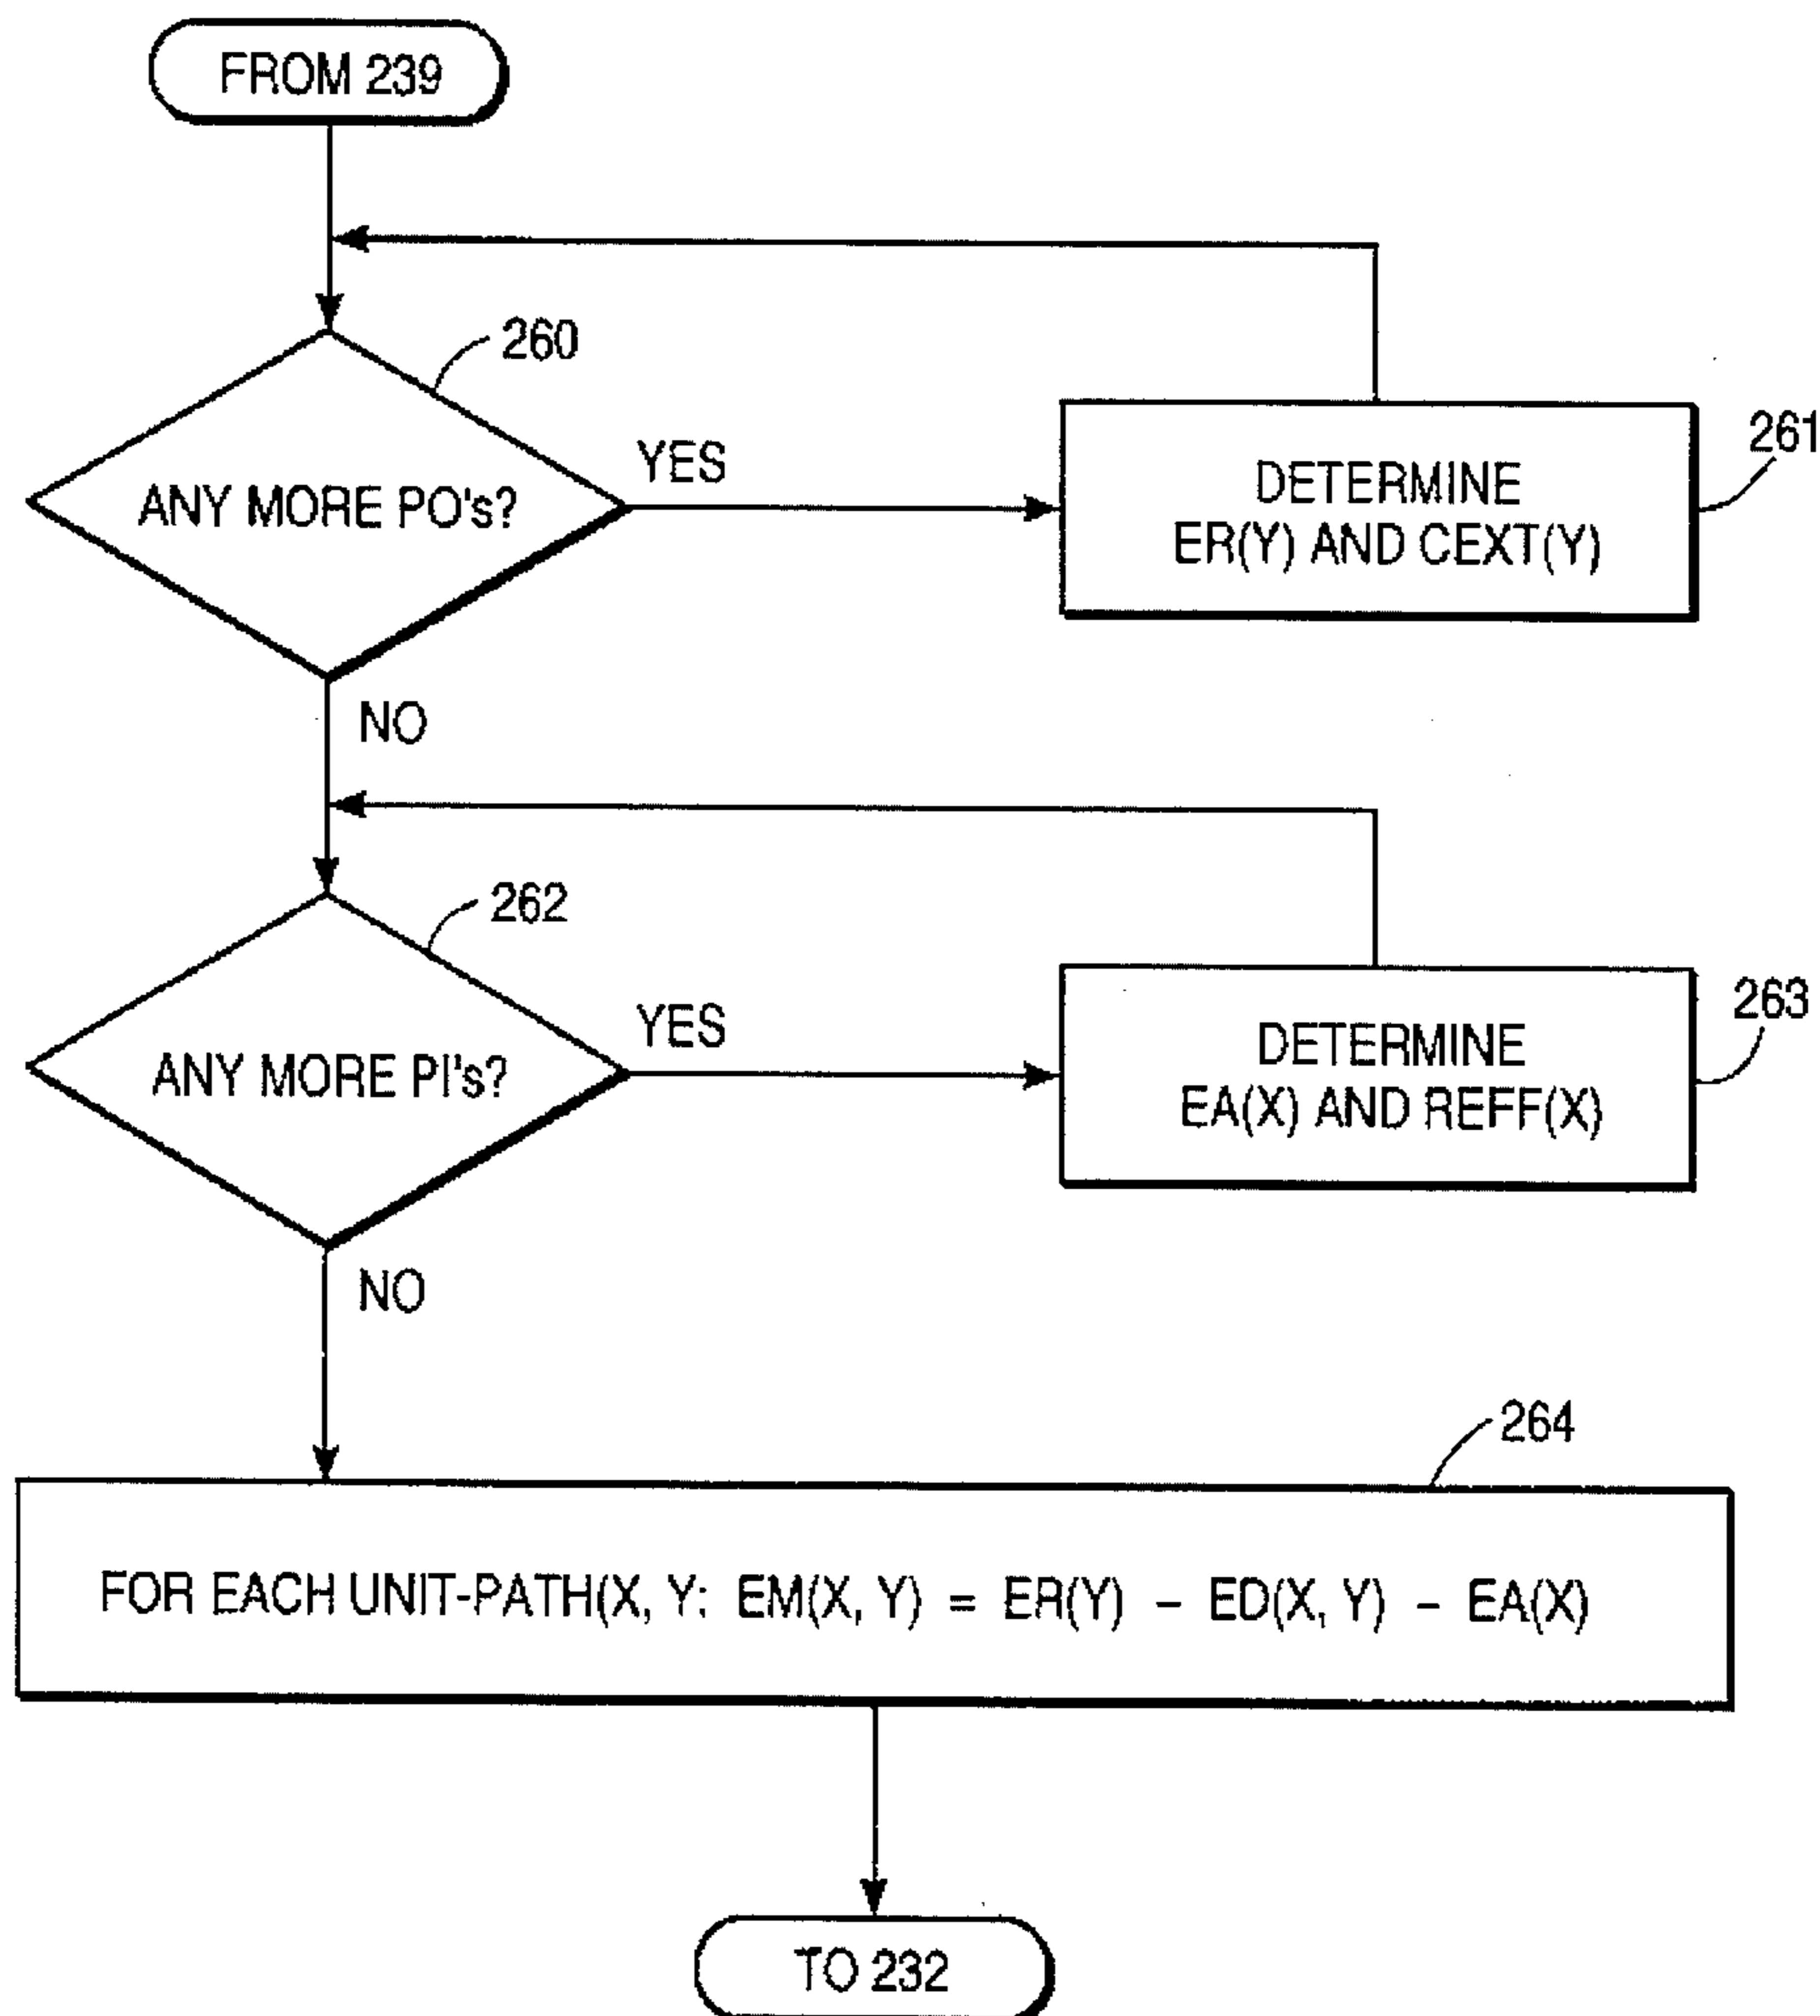 FROM 239
260
YES
261
ANY MORE PO's?
DETERMINE
ER(Y) AND CEXT(Y)
NO
262
YES
263
ANY MORE PI's?
DETERMINE
EA(X) AND REFF(X)
NO
264
FOR EACH UNIT-PATH(X, Y: EM(X, Y) = ER(Y) – ED(X, Y) – EA(X)
TO 232